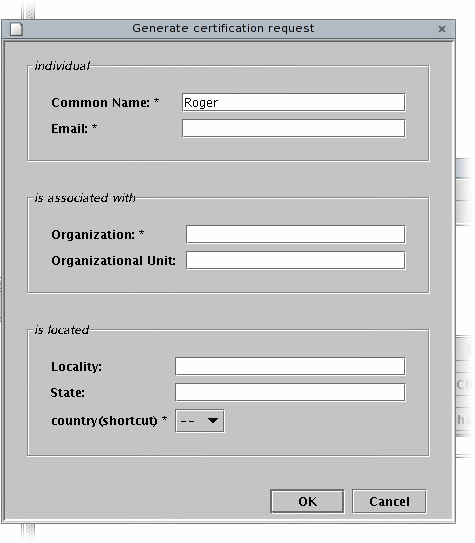 Generate certification request
individual
Common Name: * Roger
Email: *
is associated with
Organization: *
Organizational Unit:
is located
Locality:
State:
country(shortcut) * --
OK Cancel